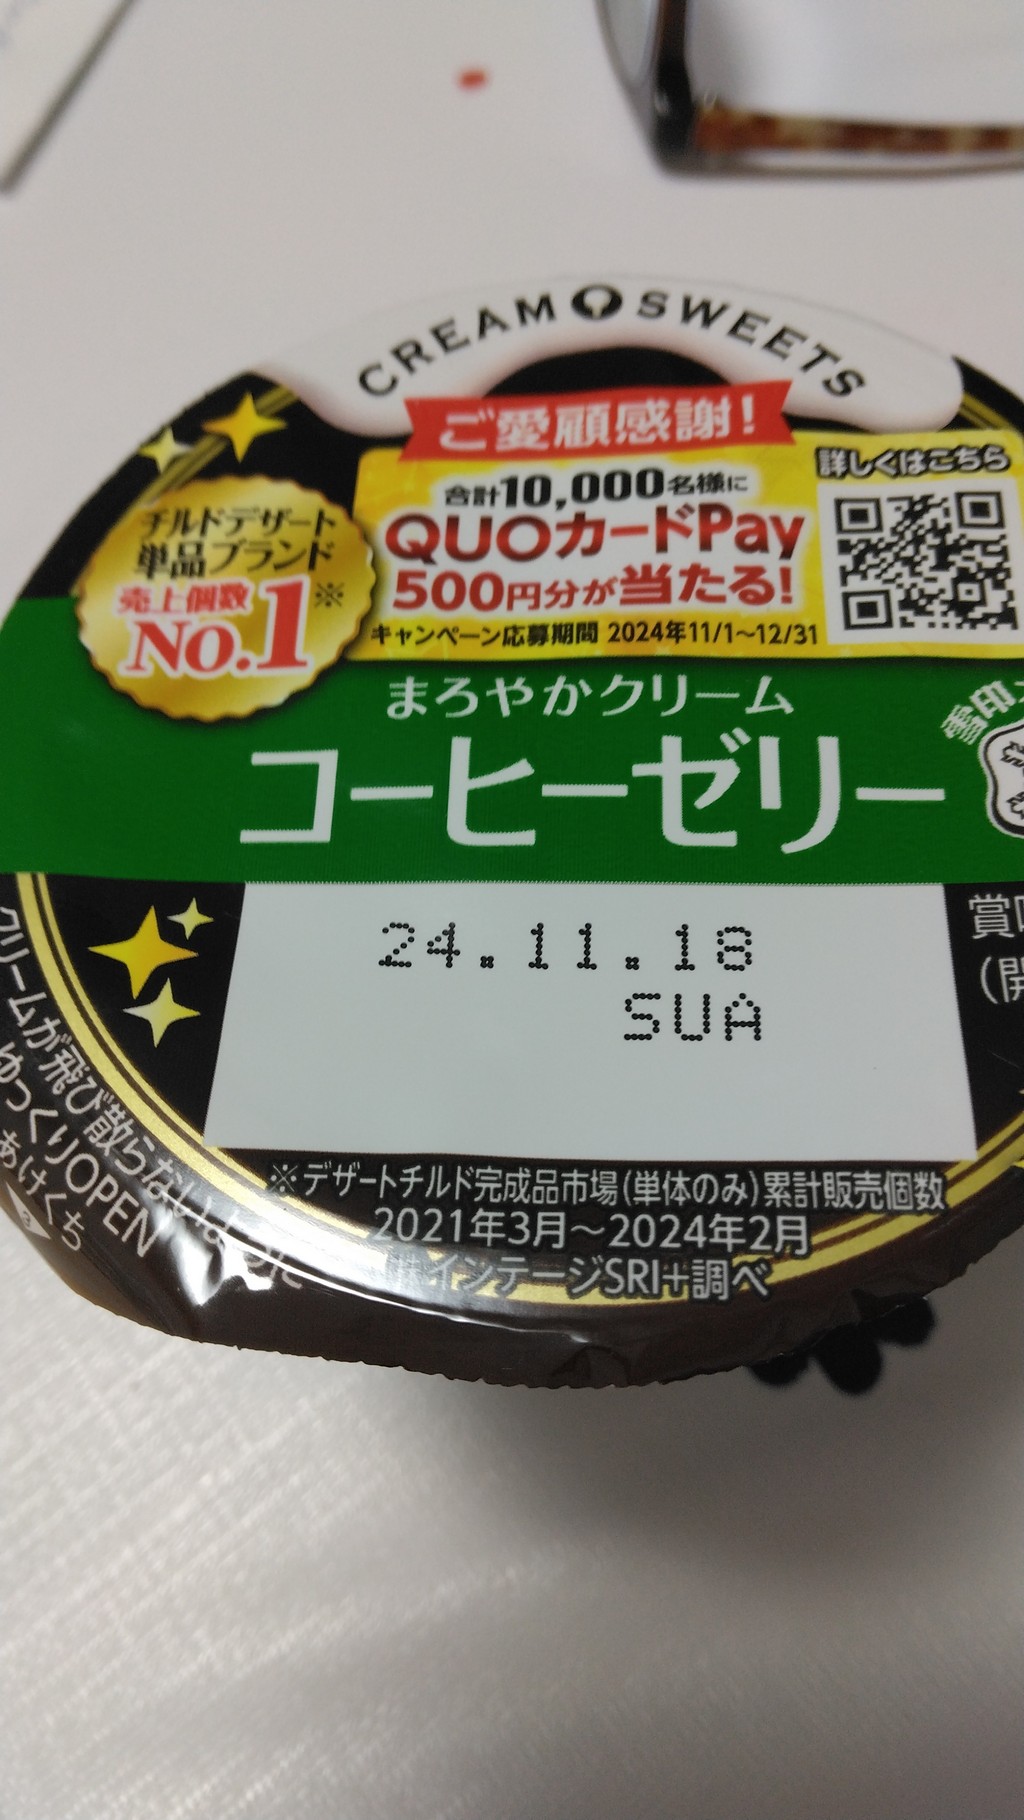 CREAM SWEETS
ご愛顧感謝!
合計10,000名様に
QUOカードPay
500円分が当たる!
キャンペーン応募期間 2024年11/1~12/31
詳しくはこちら
チルドデザート
単品ブランド
売上個数
No.1※
まろやかクリーム
コーヒーゼリー
雪印
24.11.18
SUA
賞味
(開
※デザートチルド完成品市場(単体のみ)累計販売個数
2021年3月~2024年2月
インテージSRI+調べ
クリームが飛び散らないよう
ゆっくりOPEN
あけくち